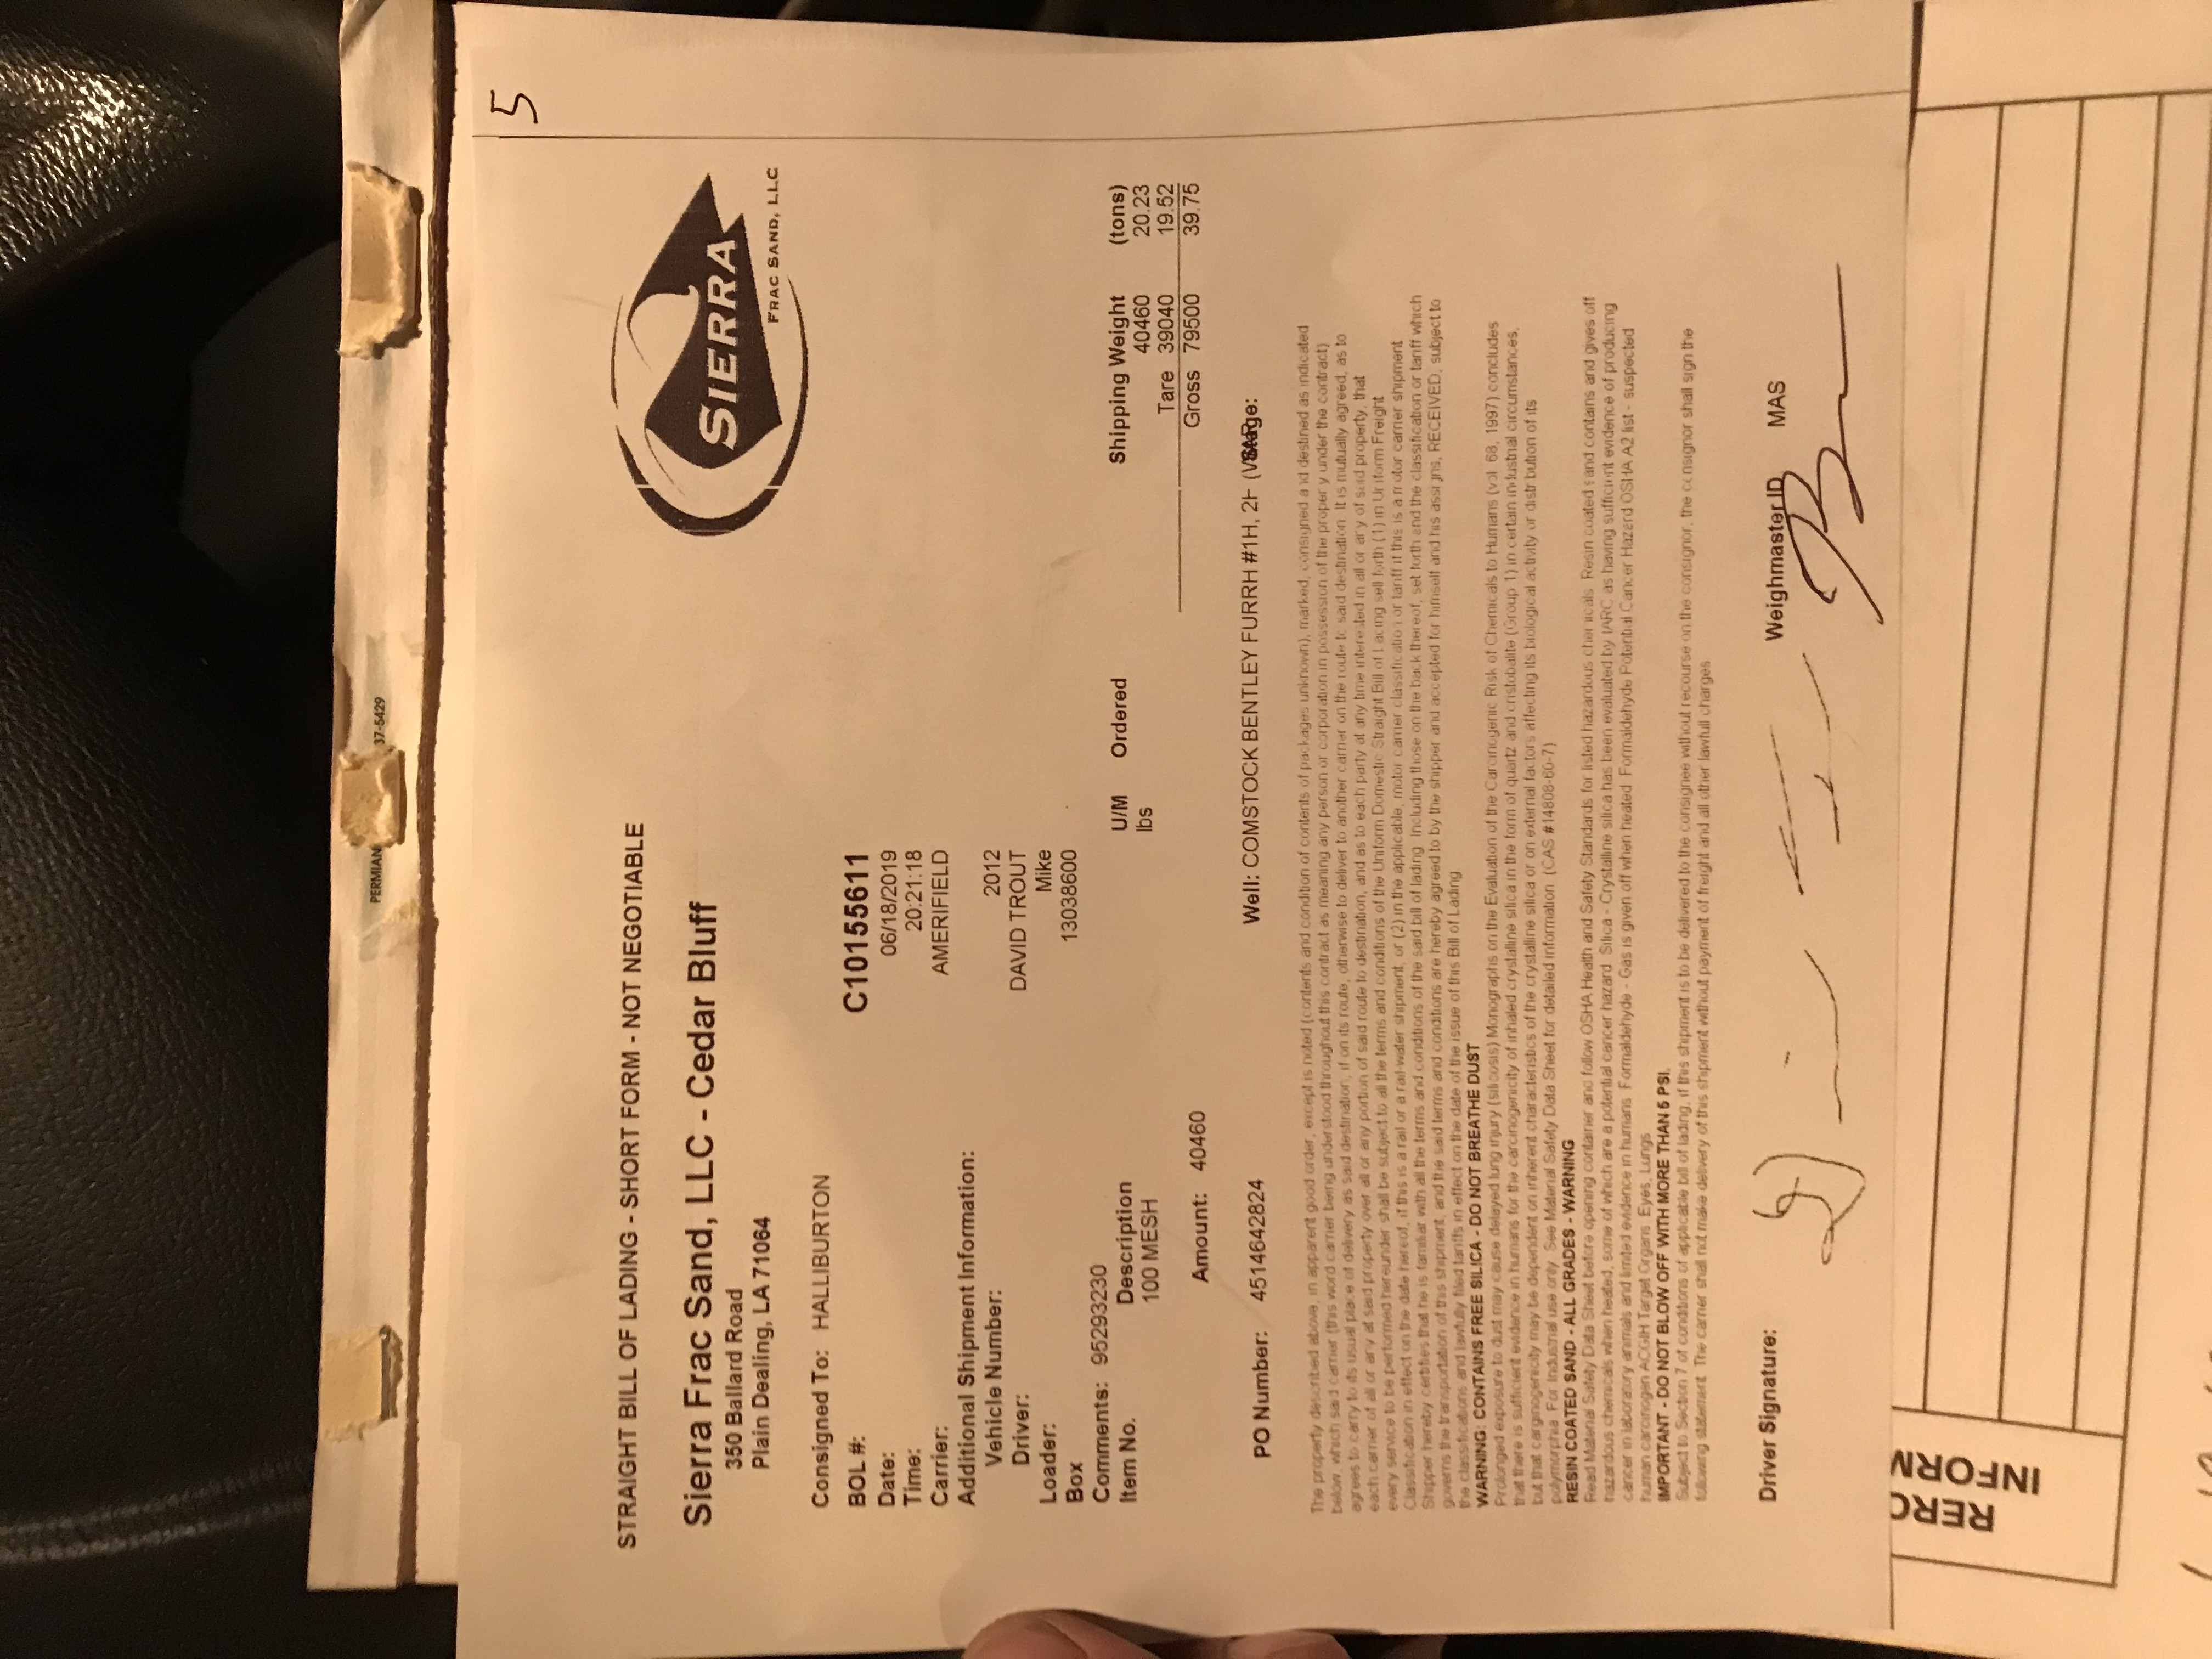 PERMIAN 37-5429
5
STRAIGHT BILL OF LADING - SHORT FORM - NOT NEGOTIABLE
Sierra Frac Sand, LLC - Cedar Bluff
350 Ballard Road
Plain Dealing, LA 71064
SIERRA
FRAC SAND, LLC
Consigned To: HALLIBURTON
BOL #: C10155611
Date: 06/18/2019
Time: 20:21:18
Carrier: AMERIFIELD
Additional Shipment Information:
Vehicle Number: 2012
Driver: DAVID TROUT
Loader: Mike
Box 13038600
Comments: 95293230
Item No. Description U/M Ordered Shipping Weight (tons)
100 MESH lbs 40460 20.23
Tare 39040 19.52
Amount: 40460 Gross 79500 39.75
PO Number: 4514642824 Well: COMSTOCK BENTLEY FURRH #1H, 2H Stage:
The property described above, in apparent good order, except is noted (contents and condition of contents of packages unknown), marked, consigned and destined as indicated
below, which said carrier (this word carrier being understood throughout this contract as meaning any person or corporation in possession of the property under the contract)
agrees to carry to its usual place of delivery as said destination, if on its route, otherwise to deliver to another carrier on the route to said destination. It is mutually agreed, as to
each carrier of all or any at said property over all or any portion of said route to destination, and as to each party at any time interested in all or any of said property, that
every service to be performed hereunder shall be subject to all the terms and conditions of the Uniform Domestic Straight Bill of Lacing sell forth (1) in Uniform Freight
Classification in effect on the date hereof, if this is a rail or a rail-water shipment, or (2) in the applicable, motor carrier classification or tariff if this is a motor carrier shipment
Shipper hereby certifies that he is familiar with all the terms and conditions of the said bill of lading. Including those on the back thereof, set forth and the classification or tariff which
governs the transportation of this shipment, and the said terms and conditions are hereby agreed to by the shipper and accepted for himself and his assigns, RECEIVED, subject to
the classifications and lawfully filed tariffs in effect on the date of the issue of this Bill of Lading
WARNING: CONTAINS FREE SILICA - DO NOT BREATHE DUST
Prolonged exposure to dust may cause delayed lung injury (silicosis) Monographs on the Evaluation of the Carcinogenic Risk of Chemicals to Humans (vol. 68, 1997) concludes
that there is sufficient evidence in humans for the carcinogenicity of inhaled crystalline silica in the form of quartz and cristobalite (Group 1) in certain industrial circumstances,
but that carginogenicity may be dependent on inherent characteristics of the crystalline silica or on external factors affecting its biological activity or distribution of its
polymorphia. For Industrial use only. See Material Safety Data Sheet for detailed information. (CAS #14808-60-7)
RESIN COATED SAND - ALL GRADES - WARNING
Read Material Safety Data Sheet before opening container and follow OSHA Health and Safety Standards for listed hazardous chemicals. Resin coated sand contains and gives off
hazardous chemicals when heated, some of which are a potential cancer hazard. Silica - Crystalline silica has been evaluated by IARC as having sufficient evidence of producing
cancer in laboratory animals and limited evidence in humans. Formaldehyde - Gas is given off when heated. Formaldehyde Potential Cancer Hazard OSHA A2 list - suspected
human carcinogen ACGIH Target Organs: Eyes, Lungs
IMPORTANT - DO NOT BLOW OFF WITH MORE THAN 5 PSI.
Subject to Section 7 of conditions of applicable bill of lading, if this shipment is to be delivered to the consignee without recourse on the consignor, the consignor shall sign the
following statement. The carrier shall not make delivery of this shipment without payment of freight and all other lawfull charges
Driver Signature: Weighmaster ID MAS
RERC
INFORM